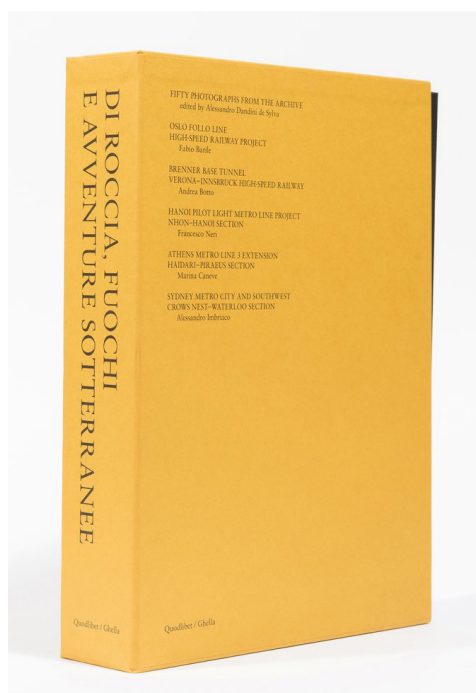 DI ROCCIA, FUOCHI
E AVVENTURE SOTTERRANEE
Quodlibet / Ghella
FIFTY PHOTOGRAPHS FROM THE ARCHIVE
edited by Alessandro Dandini de Sylva
OSLO FOLLO LINE
HIGH-SPEED RAILWAY PROJECT
Fabio Barile
BRENNER BASE TUNNEL
VERONA–INNSBRUCK HIGH-SPEED RAILWAY
Andrea Botto
HANOI PILOT LIGHT METRO LINE PROJECT
NHON–HANOI SECTION
Francesco Neri
ATHENS METRO LINE 3 EXTENSION
HAIDARI–PIRAEUS SECTION
Marina Caneve
SYDNEY METRO CITY AND SOUTHWEST
CROWS NEST–WATERLOO SECTION
Alessandro Imbriaco
Quodlibet / Ghella